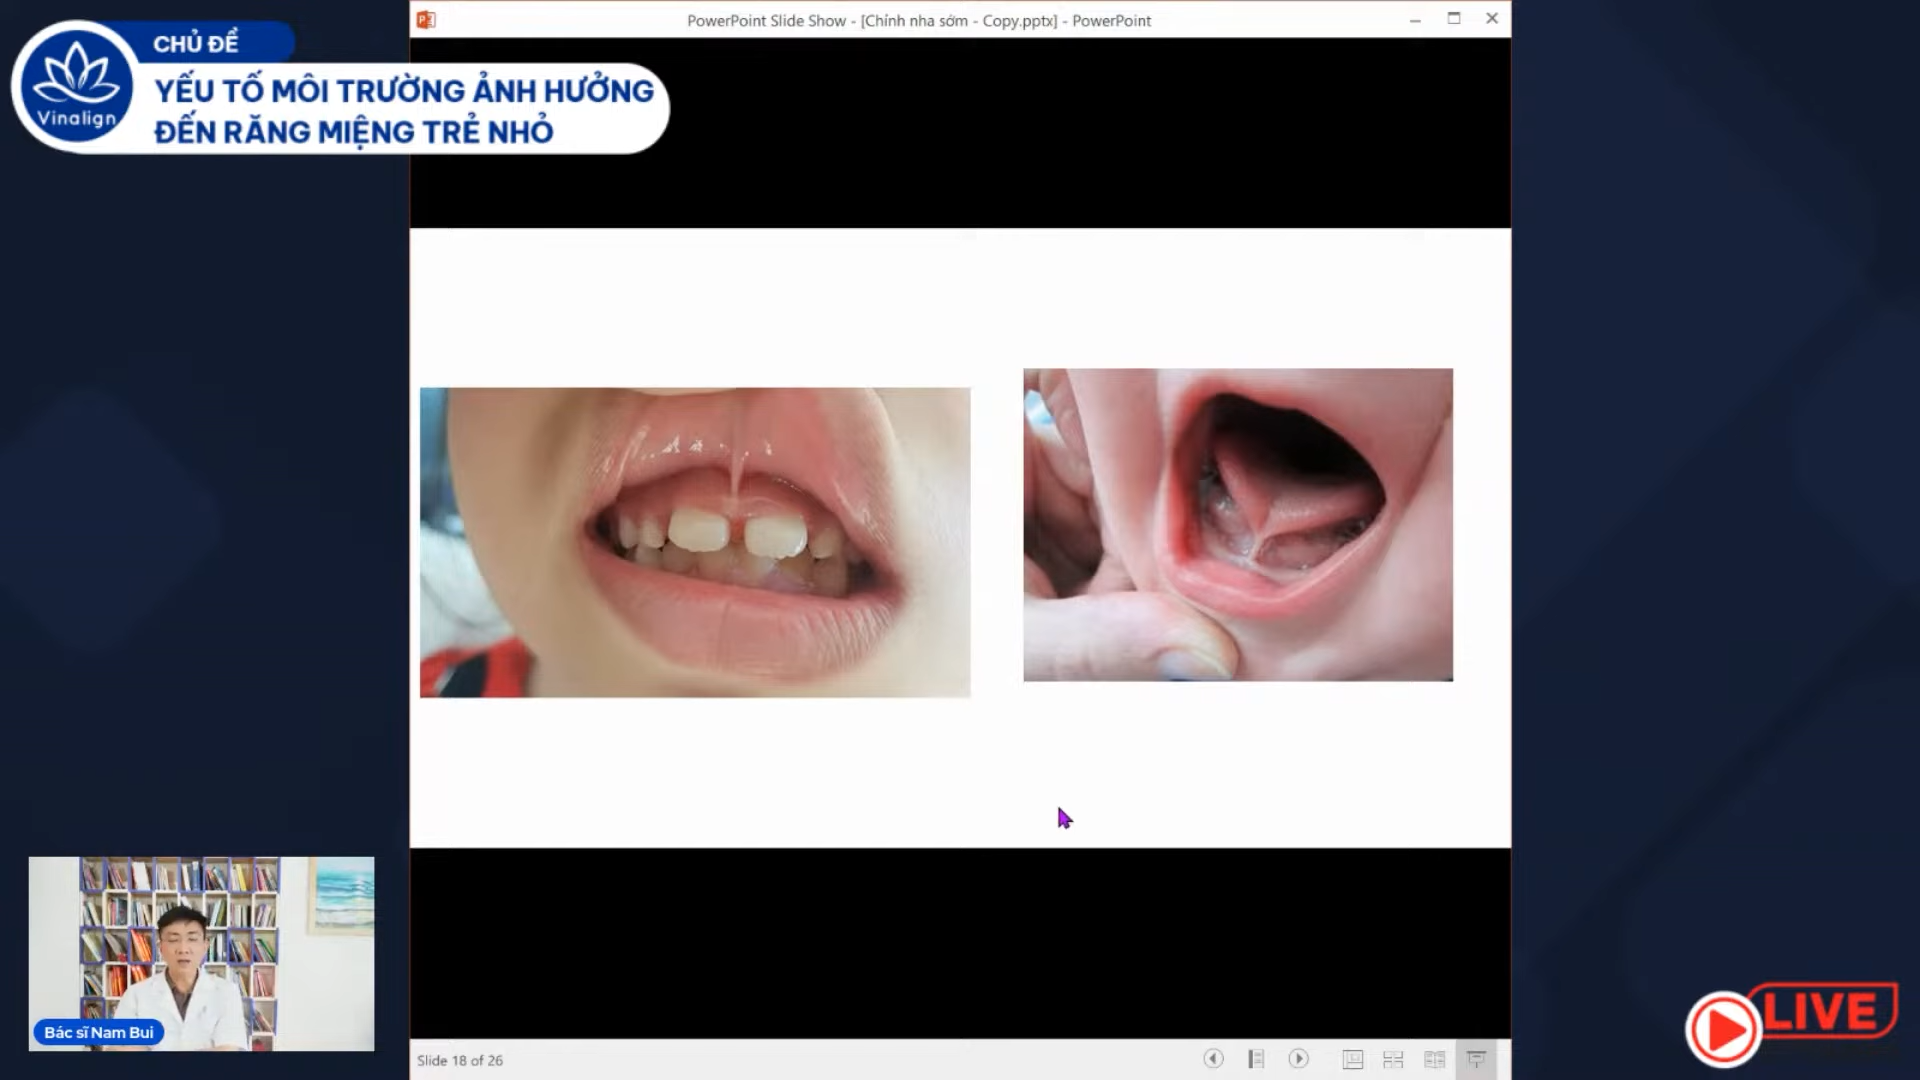 PowerPoint Slide Show - [Chỉnh nha sớm - Copy.pptx] - PowerPoint
CHỦ ĐỀ
YẾU TỐ MÔI TRƯỜNG ẢNH HƯỞNG
ĐẾN RĂNG MIỆNG TRẺ NHỎ
Vinalign
Bác sĩ Nam Bui
LIVE
Slide 18 of 26